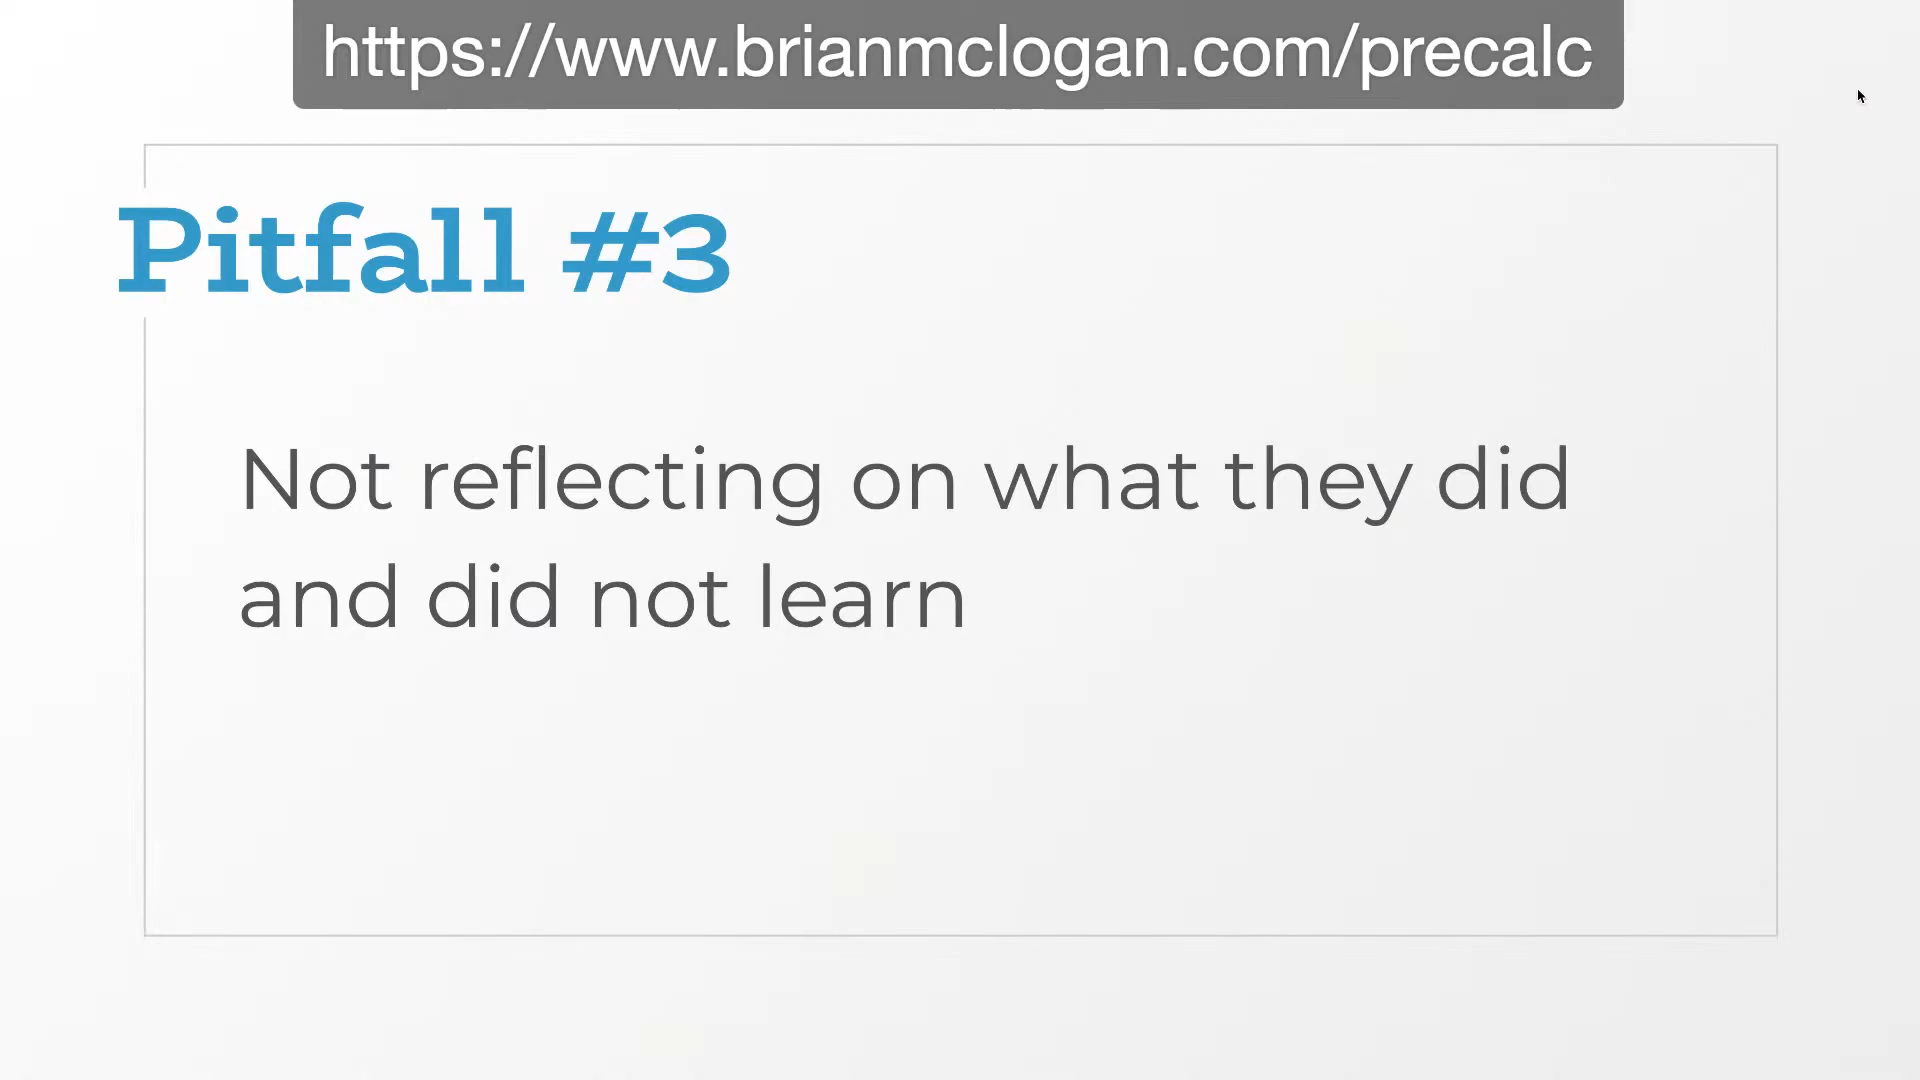 https://www.brianmclogan.com/precalc
Pitfall #3
Not reflecting on what they did
and did not learn